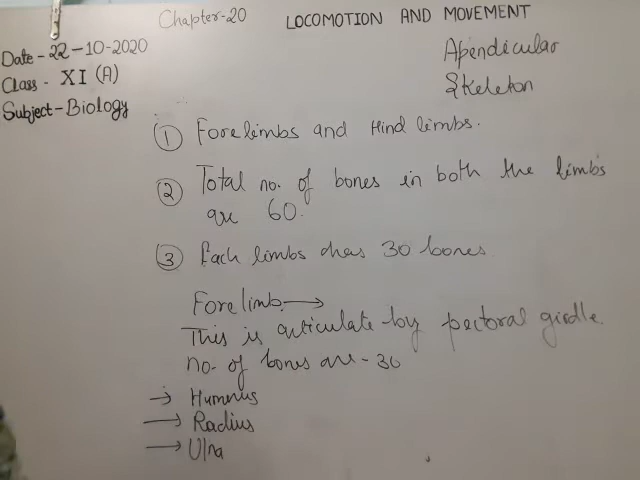 Chapter-20 LOCOMOTION AND MOVEMENT
Date - 22-10-2020
Class - XI (A)
Subject - Biology
Apendicular
Skeleton
① Forelimbs and Hind limbs.
② Total no. of bones in both the limbs
are 60.
③ Each limbs has 30 bones
Forelimb →
This is articulate by pectoral girdle.
no. of bones are - 30
→ Humerus
→ Radius
→ Ulna